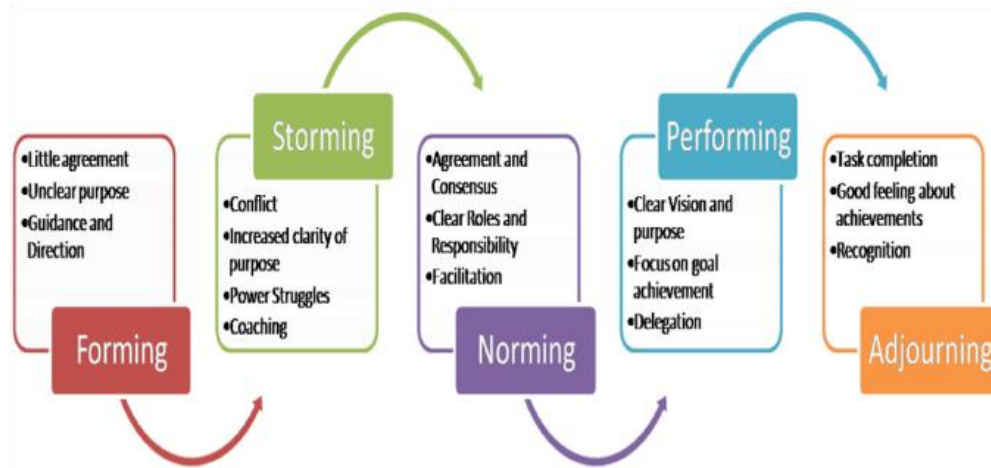 •Little agreement
•Unclear purpose
•Guidance and
Direction
Forming
Storming
•Conflict
•Increased clarity of
purpose
•Power Struggles
•Coaching
•Agreement and
Consensus
•Clear Roles and
Responsibility
•Facilitation
Norming
Performing
•Clear Vision and
purpose
•Focus on goal
achievement
•Delegation
•Task completion
•Good feeling about
achievements
•Recognition
Adjourning